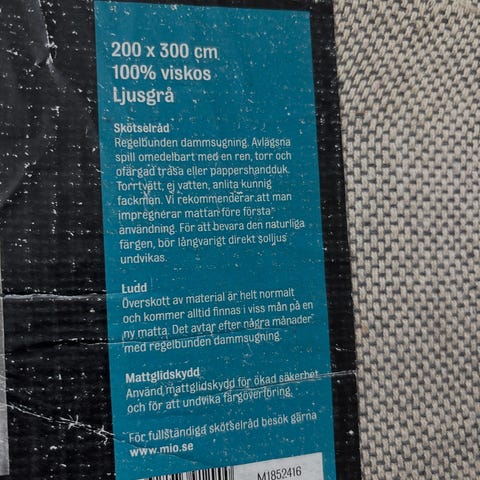 200 x 300 cm
100% viskos
Ljusgrå
Skötselråd
Regelbunden dammsugning. Avlägsna
spill omedelbart med en ren, torr och
ofärgad trasa eller pappershandduk.
Torrtvätt, ej vatten, anlita kunnig
fackman. Vi rekommenderar att man
impregnerar mattan före första
användning. För att bevara den naturliga
färgen, bör långvarigt direkt solljus
undvikas.
Ludd
Överskott av material är helt normalt
och kommer alltid finnas i viss mån på en
ny matta. Det avtar efter några månader
med regelbunden dammsugning.
Mattglidskydd
Använd mattglidskydd för ökad säkerhet
och för att undvika färgöverföring.
För fullständiga skötselråd besök gärna
www.mio.se
M1852416